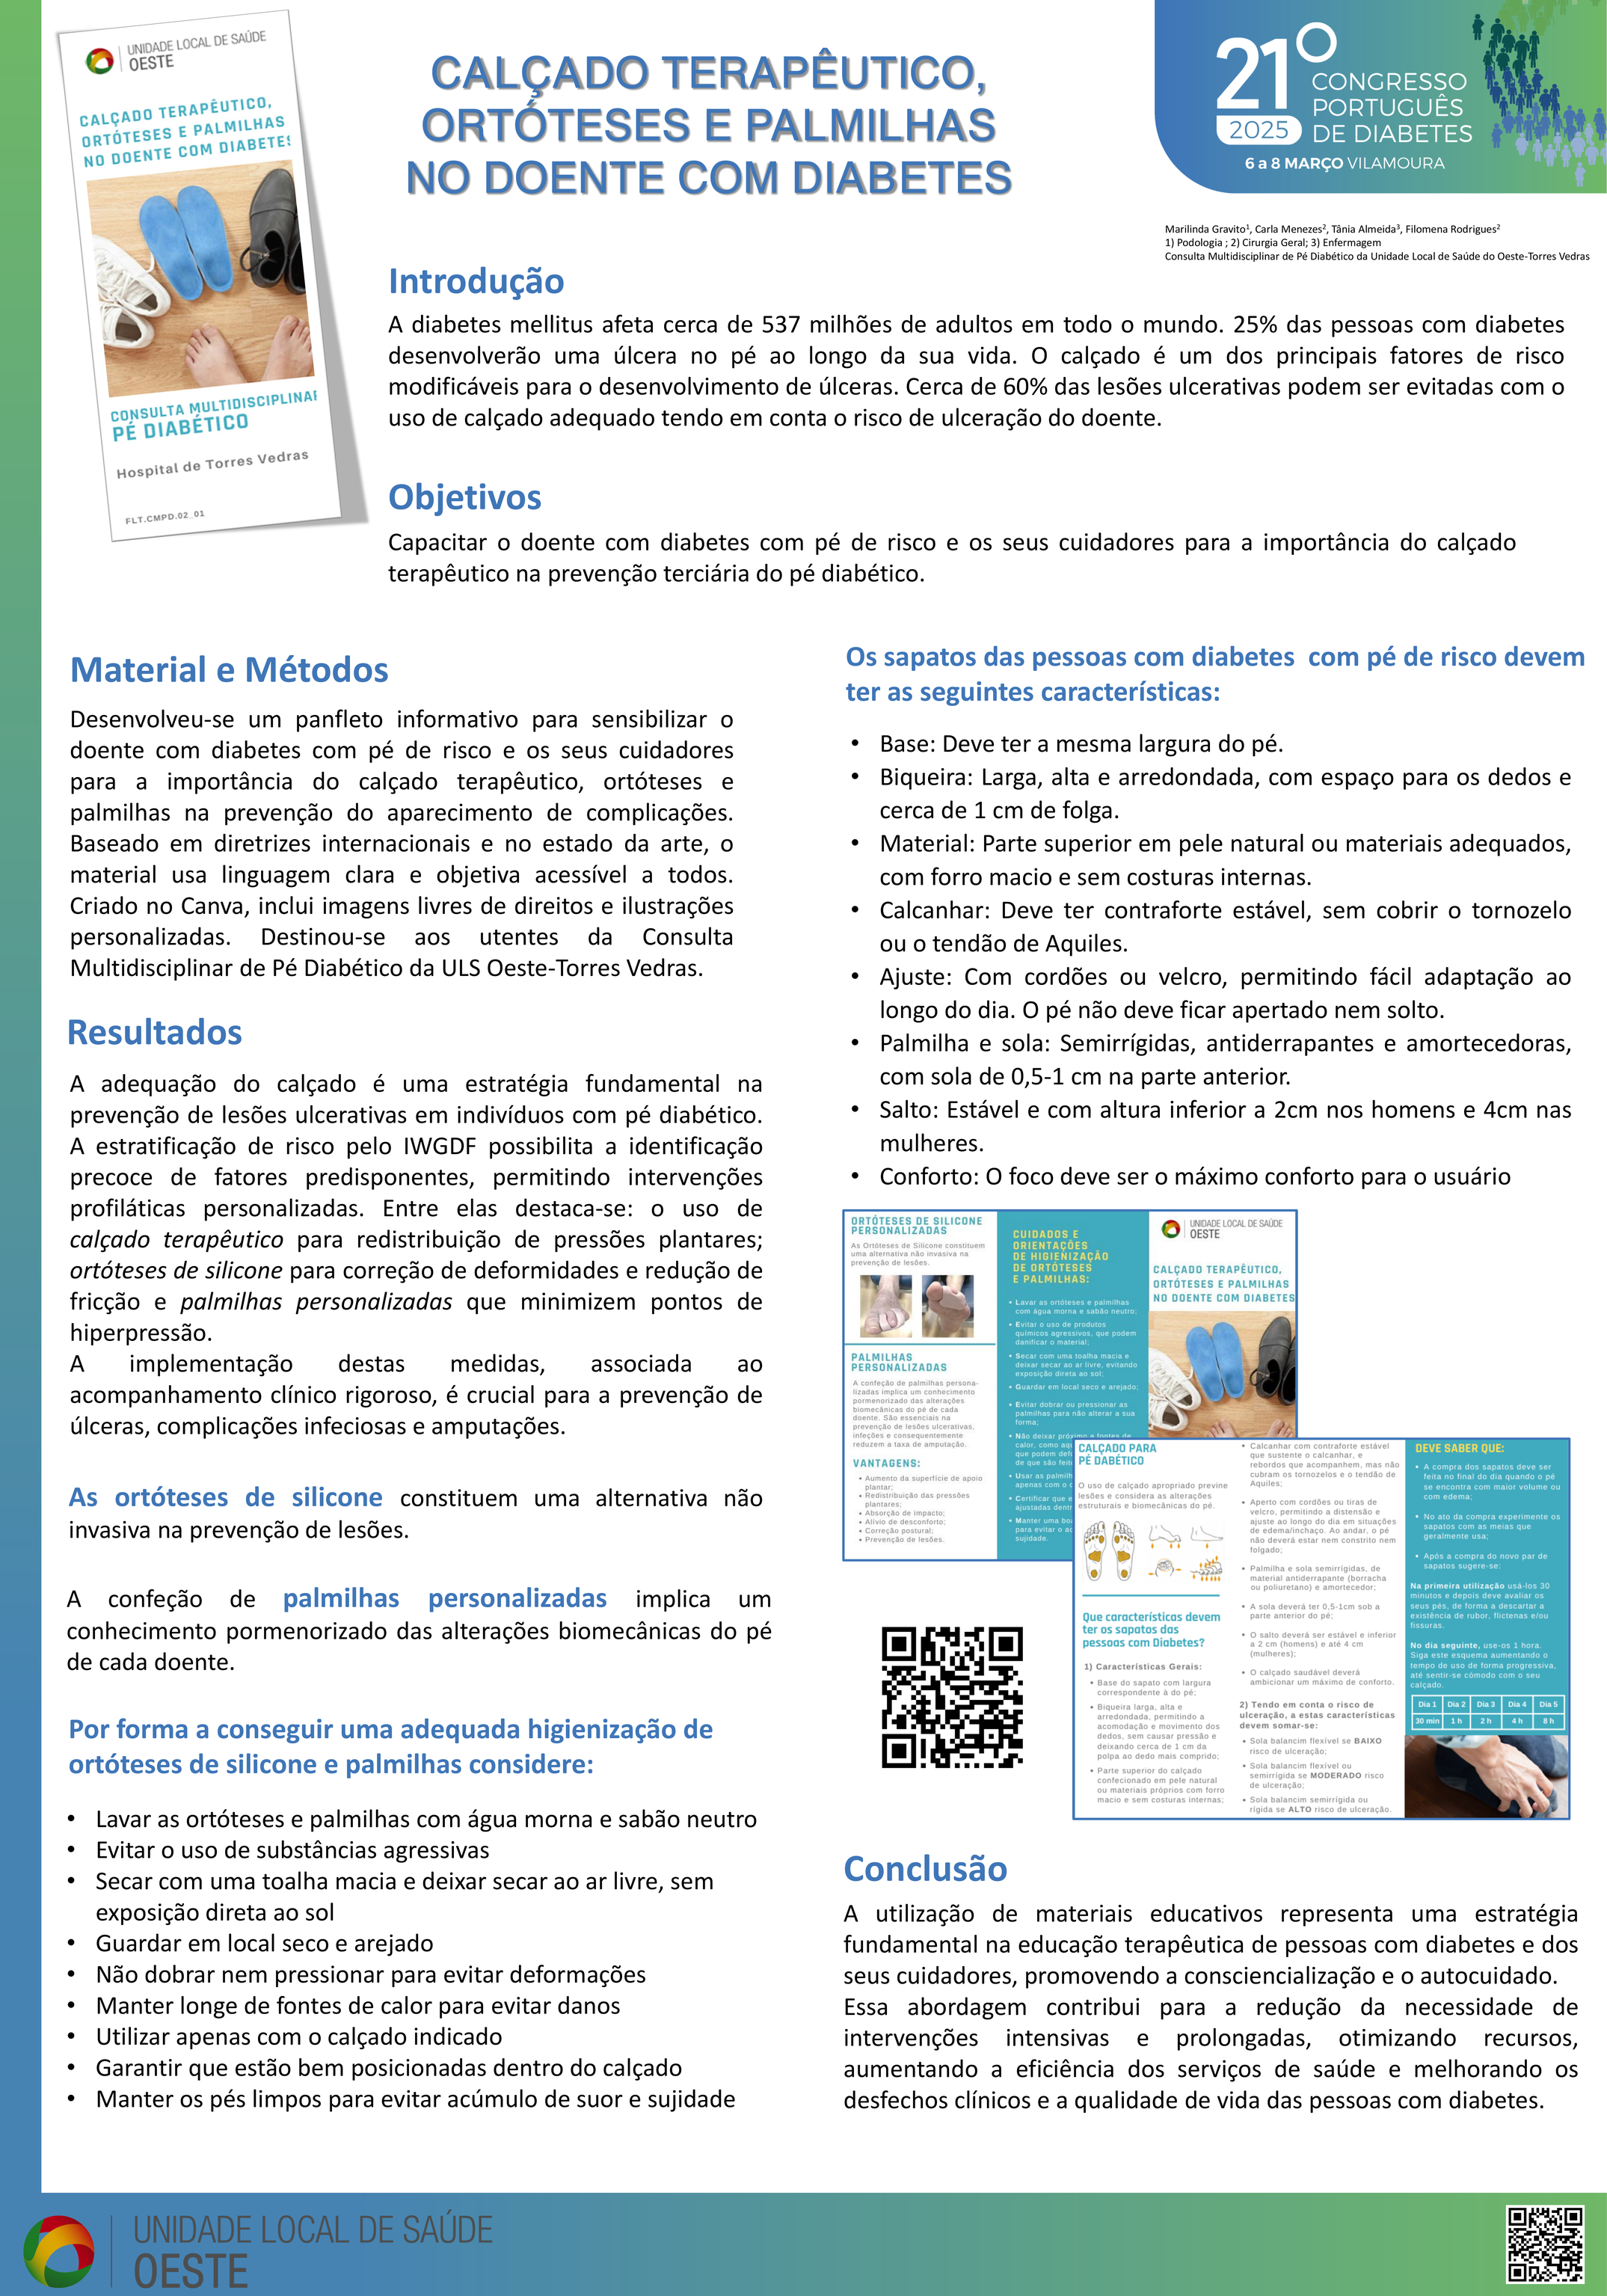 UNIDADE LOCAL DE SAÚDE
OESTE
CALÇADO TERAPÊUTICO,
ORTÓTESES E PALMILHAS
NO DOENTE COM DIABETES
CONSULTA MULTIDISCIPLINAR
PÉ DIABÉTICO
Hospital de Torres Vedras
FLT.CMPD.02_01
CALÇADO TERAPÊUTICO,
ORTÓTESES E PALMILHAS
NO DOENTE COM DIABETES
21º
2025
CONGRESSO
PORTUGUÊS
DE DIABETES
6 a 8 MARÇO VILAMOURA
Marilinda Gravito¹, Carla Menezes², Tânia Almeida³, Filomena Rodrigues²
1) Podologia ; 2) Cirurgia Geral; 3) Enfermagem
Consulta Multidisciplinar de Pé Diabético da Unidade Local de Saúde do Oeste-Torres Vedras
Introdução
A diabetes mellitus afeta cerca de 537 milhões de adultos em todo o mundo. 25% das pessoas com diabetes
desenvolverão uma úlcera no pé ao longo da sua vida. O calçado é um dos principais fatores de risco
modificáveis para o desenvolvimento de úlceras. Cerca de 60% das lesões ulcerativas podem ser evitadas com o
uso de calçado adequado tendo em conta o risco de ulceração do doente.
Objetivos
Capacitar o doente com diabetes com pé de risco e os seus cuidadores para a importância do calçado
terapêutico na prevenção terciária do pé diabético.
Material e Métodos
Desenvolveu-se um panfleto informativo para sensibilizar o
doente com diabetes com pé de risco e os seus cuidadores
para a importância do calçado terapêutico, ortóteses e
palmilhas na prevenção do aparecimento de complicações.
Baseado em diretrizes internacionais e no estado da arte, o
material usa linguagem clara e objetiva acessível a todos.
Criado no Canva, inclui imagens livres de direitos e ilustrações
personalizadas. Destinou-se aos utentes da Consulta
Multidisciplinar de Pé Diabético da ULS Oeste-Torres Vedras.
Resultados
A adequação do calçado é uma estratégia fundamental na
prevenção de lesões ulcerativas em indivíduos com pé diabético.
A estratificação de risco pelo IWGDF possibilita a identificação
precoce de fatores predisponentes, permitindo intervenções
profiláticas personalizadas. Entre elas destaca-se: o uso de
calçado terapêutico para redistribuição de pressões plantares;
ortóteses de silicone para correção de deformidades e redução de
fricção e palmilhas personalizadas que minimizem pontos de
hiperpressão.
A implementação destas medidas, associada ao
acompanhamento clínico rigoroso, é crucial para a prevenção de
úlceras, complicações infeciosas e amputações.
As ortóteses de silicone constituem uma alternativa não
invasiva na prevenção de lesões.
A confeção de palmilhas personalizadas implica um
conhecimento pormenorizado das alterações biomecânicas do pé
de cada doente.
Por forma a conseguir uma adequada higienização de
ortóteses de silicone e palmilhas considere:
• Lavar as ortóteses e palmilhas com água morna e sabão neutro
• Evitar o uso de substâncias agressivas
• Secar com uma toalha macia e deixar secar ao ar livre, sem
exposição direta ao sol
• Guardar em local seco e arejado
• Não dobrar nem pressionar para evitar deformações
• Manter longe de fontes de calor para evitar danos
• Utilizar apenas com o calçado indicado
• Garantir que estão bem posicionadas dentro do calçado
• Manter os pés limpos para evitar acúmulo de suor e sujidade
Os sapatos das pessoas com diabetes com pé de risco devem
ter as seguintes características:
• Base: Deve ter a mesma largura do pé.
• Biqueira: Larga, alta e arredondada, com espaço para os dedos e
cerca de 1 cm de folga.
• Material: Parte superior em pele natural ou materiais adequados,
com forro macio e sem costuras internas.
• Calcanhar: Deve ter contraforte estável, sem cobrir o tornozelo
ou o tendão de Aquiles.
• Ajuste: Com cordões ou velcro, permitindo fácil adaptação ao
longo do dia. O pé não deve ficar apertado nem solto.
• Palmilha e sola: Semirrígidas, antiderrapantes e amortecedoras,
com sola de 0,5-1 cm na parte anterior.
• Salto: Estável e com altura inferior a 2cm nos homens e 4cm nas
mulheres.
• Conforto: O foco deve ser o máximo conforto para o usuário
ORTÓTESES DE SILICONE
PERSONALIZADAS
As Ortóteses de Silicone constituem
uma alternativa não invasiva na
prevenção de lesões.
PALMILHAS
PERSONALIZADAS
A confeção de palmilhas persona-
lizadas implica um conhecimento
pormenorizado das alterações
biomecânicas do pé de cada
doente. São essenciais na
prevenção de lesões ulcerativas,
infeções e consequentemente
reduzem a taxa de amputação.
VANTAGENS:
• Aumento da superfície de apoio
plantar;
• Redistribuição das pressões
plantares;
• Absorção de impacto;
• Alívio de desconforto;
• Correção postural;
• Prevenção de lesões.
CUIDADOS E
ORIENTAÇÕES
DE HIGIENIZAÇÃO
DE ORTÓTESES
E PALMILHAS:
• Lavar as ortóteses e palmilhas
com água morna e sabão neutro;
• Evitar o uso de produtos
químicos agressivos, que podem
danificar o material;
• Secar com uma toalha macia e
deixar secar ao ar livre, evitando
exposição direta ao sol;
• Guardar em local seco e arejado;
• Evitar dobrar ou pressionar as
palmilhas para não alterar a sua
forma;
• Não deixar próximo a fontes de
calor, como
que podem
de que são
• Usar as
apenas com o
• Certificar que
ajustadas
• Manter uma
para evitar o
sujidade.
UNIDADE LOCAL DE SAÚDE
OESTE
CALÇADO TERAPÊUTICO,
ORTÓTESES E PALMILHAS
NO DOENTE COM DIABETES
CALÇADO PARA
PÉ DABÉTICO
O uso de calçado apropriado previne
lesões e considera as alterações
estruturais e biomecânicas do pé.
Que características devem
ter os sapatos das
pessoas com Diabetes?
1) Características Gerais:
• Base do sapato com largura
correspondente à do pé;
• Biqueira larga, alta e
arredondada, permitindo a
acomodação e movimento dos
dedos, sem causar pressão e
deixando cerca de 1 cm da
polpa ao dedo mais comprido;
• Parte superior do calçado
confecionado em pele natural
ou materiais próprios com forro
macio e sem costuras internas;
• Calcanhar com contraforte estável
que sustente o calcanhar, e
rebordos que acompanhem, mas não
cubram os tornozelos e o tendão de
Aquiles;
• Aperto com cordões ou tiras de
velcro, permitindo a distensão e
ajuste ao longo do dia em situações
de edema/inchaço. Ao andar, o pé
não deverá estar nem constrito nem
folgado;
• Palmilha e sola semirrígidas, de
material antiderrapante (borracha
ou poliuretano) e amortecedor;
• A sola deverá ter 0,5-1cm sob a
parte anterior do pé;
• O salto deverá ser estável e inferior
a 2 cm (homens) e até 4 cm
(mulheres);
• O calçado saudável deverá
ambicionar um máximo de conforto.
2) Tendo em conta o risco de
ulceração, a estas características
devem somar-se:
• Sola balancim flexível se BAIXO
risco de ulceração;
• Sola balancim flexível ou
semirrígida se MODERADO risco
de ulceração;
• Sola balancim semirrígida ou
rígida se ALTO risco de ulceração.
DEVE SABER QUE:
• A compra dos sapatos deve ser
feita no final do dia quando o pé
se encontra com maior volume ou
com edema;
• No ato da compra experimente os
sapatos com as meias que
geralmente usa;
• Após a compra do novo par de
sapatos sugere-se:
Na primeira utilização usá-los 30
minutos e depois deve avaliar os
seus pés, de forma a descartar a
existência de rubor, flictenas e/ou
fissuras.
No dia seguinte, use-os 1 hora.
Siga este esquema aumentando o
tempo de uso de forma progressiva,
até sentir-se cómodo com o seu
calçado.
Dia 1 Dia 2 Dia 3 Dia 4 Dia 5
30 min 1 h 2 h 4 h 8 h
Conclusão
A utilização de materiais educativos representa uma estratégia
fundamental na educação terapêutica de pessoas com diabetes e dos
seus cuidadores, promovendo a consciencialização e o autocuidado.
Essa abordagem contribui para a redução da necessidade de
intervenções intensivas e prolongadas, otimizando recursos,
aumentando a eficiência dos serviços de saúde e melhorando os
desfechos clínicos e a qualidade de vida das pessoas com diabetes.
UNIDADE LOCAL DE SAÚDE
OESTE